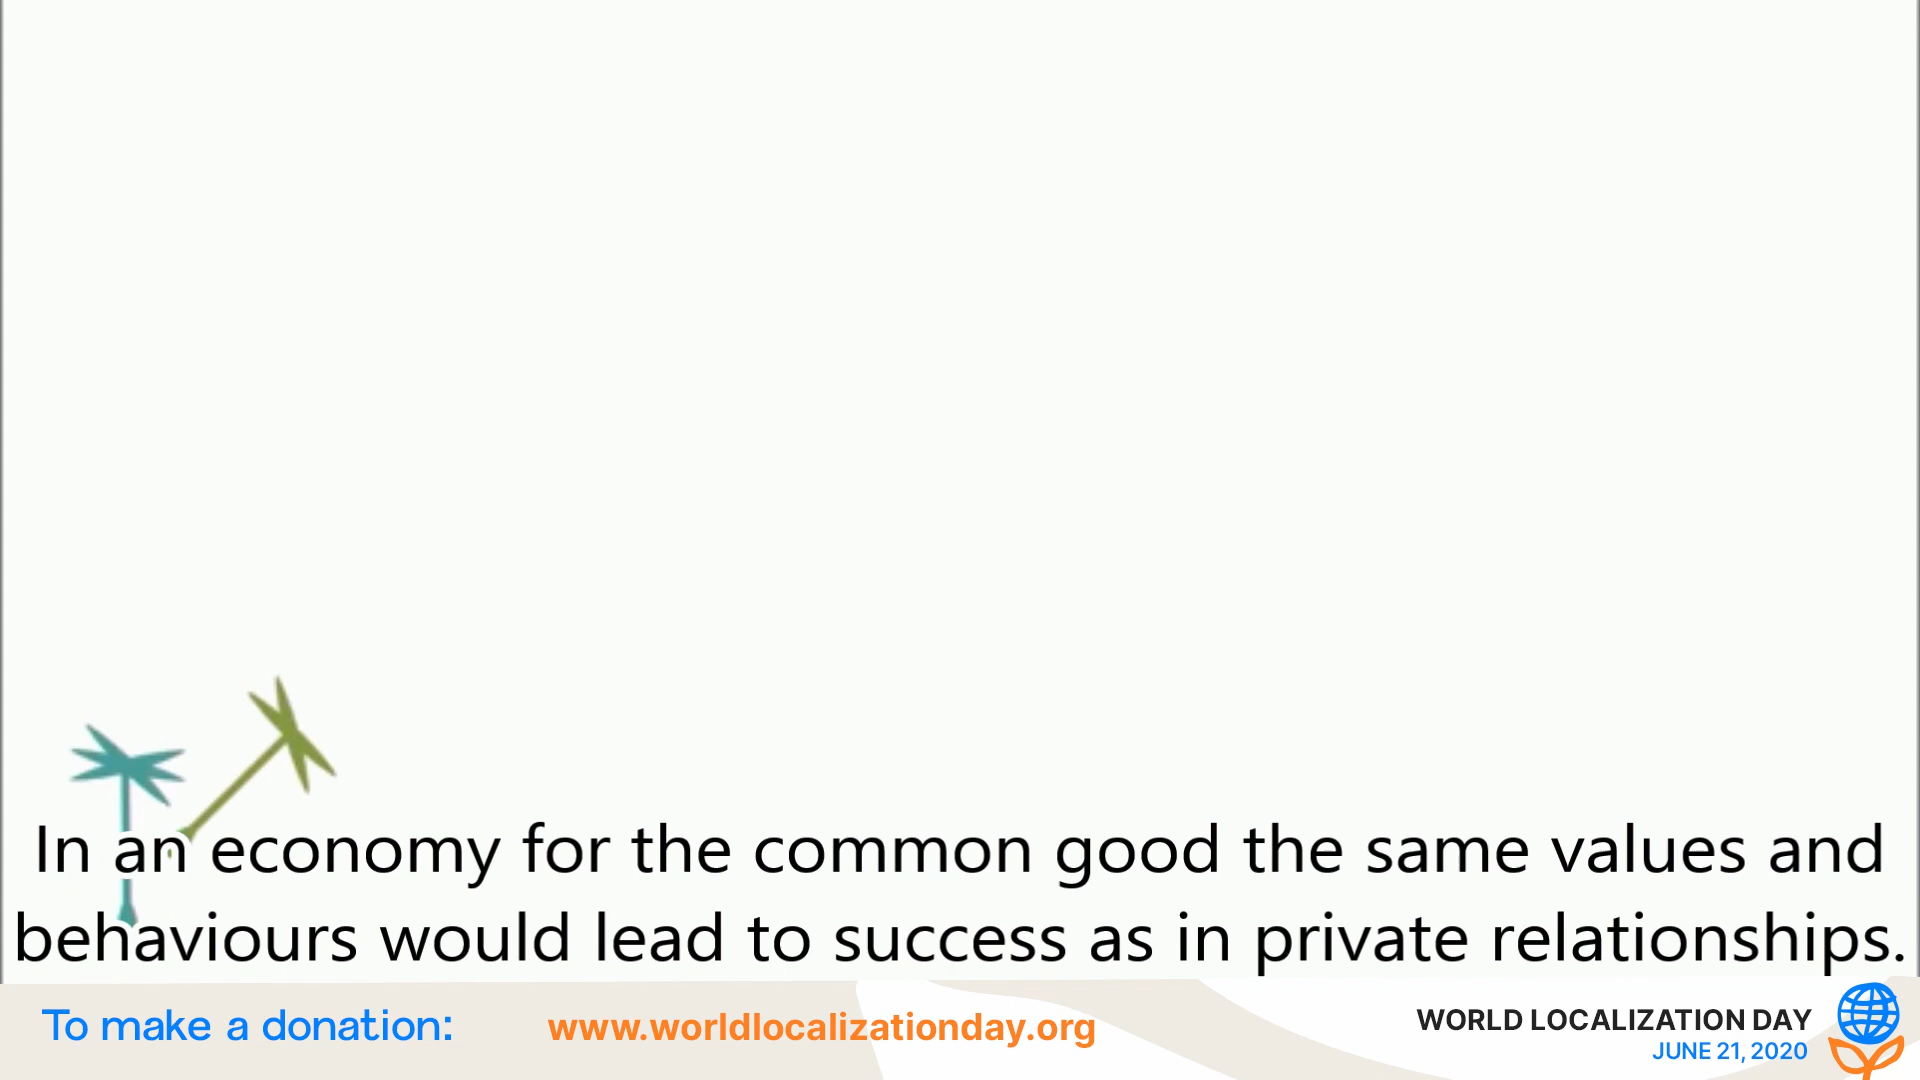 In an economy for the common good the same values and
behaviours would lead to success as in private relationships.
To make a donation: www.worldlocalizationday.org
WORLD LOCALIZATION DAY
JUNE 21, 2020